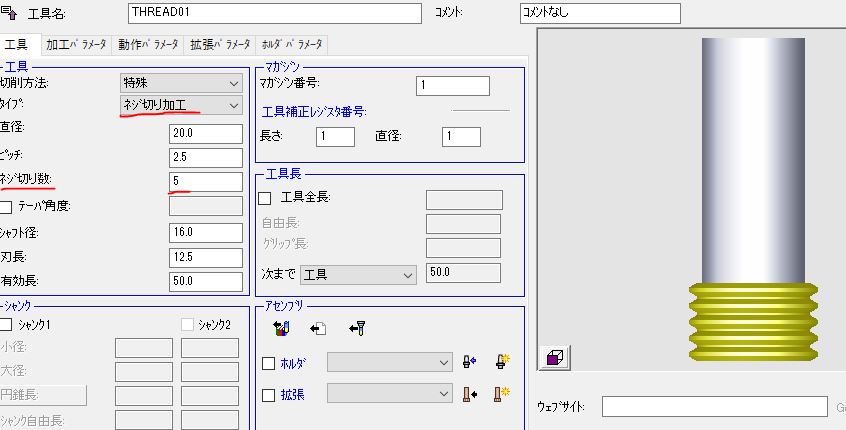 工具名: THREAD01 コメント: コメントなし
工具 加工パラメータ 動作パラメータ 拡張パラメータ ホルダパラメータ
工具
切削方法: 特殊
タイプ: ネジ切り加工
直径: 20.0
ピッチ: 2.5
ネジ切り数: 5
テーパ角度:
シャフト径: 16.0
刃長: 12.5
有効長: 50.0
シャンク
シャンク1 シャンク2
小径:
大径:
円錐長:
シャンク自由長:
マガジン
マガジン番号: 1
工具補正レジスタ番号:
長さ: 1 直径: 1
工具長
工具全長:
自由長:
グリップ長:
次まで 工具 50.0
アセンブリ
ホルダ
拡張
ウェブサイト: